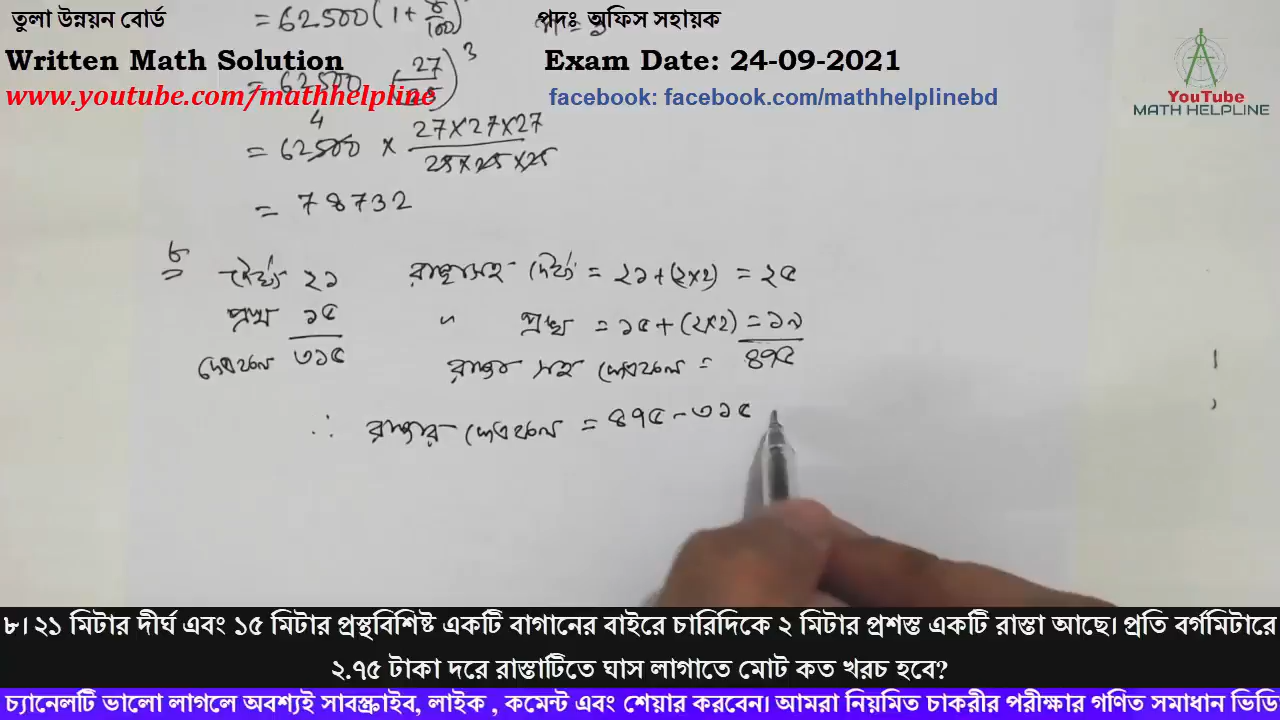 তুলা উন্নয়ন বোর্ড
পদঃ অফিস সহায়ক
= 62500(1+ 8/100)
Written Math Solution
Exam Date: 24-09-2021
= 62500 (27/25)^3
www.youtube.com/mathhelpline
facebook: facebook.com/mathhelplinebd
YouTube
MATH HELPLINE
4
= 62500 × 27×27×27 / 25×25×25
= 78732
৮
দৈর্ঘ্য ২১ রাস্তাসহ দৈর্ঘ্য = ২১+(২×২) = ২৫
প্রস্থ ১৫ " প্রস্থ = ১৫+(২×২) = ১৯
ক্ষেত্রফল ৩১৫ রাস্তা সহ ক্ষেত্রফল = ৪৭৫
∴ রাস্তার ক্ষেত্রফল = ৪৭৫-৩১৫
৮। ২১ মিটার দীর্ঘ এবং ১৫ মিটার প্রস্থবিশিষ্ট একটি বাগানের বাইরে চারিদিকে ২ মিটার প্রশস্ত একটি রাস্তা আছে। প্রতি বর্গমিটারে
২.৭৫ টাকা দরে রাস্তাটিতে ঘাস লাগাতে মোট কত খরচ হবে?
চ্যানেলটি ভালো লাগলে অবশ্যই সাবস্ক্রাইব, লাইক , কমেন্ট এবং শেয়ার করবেন। আমরা নিয়মিত চাকরীর পরীক্ষার গণিত সমাধান ভিডি